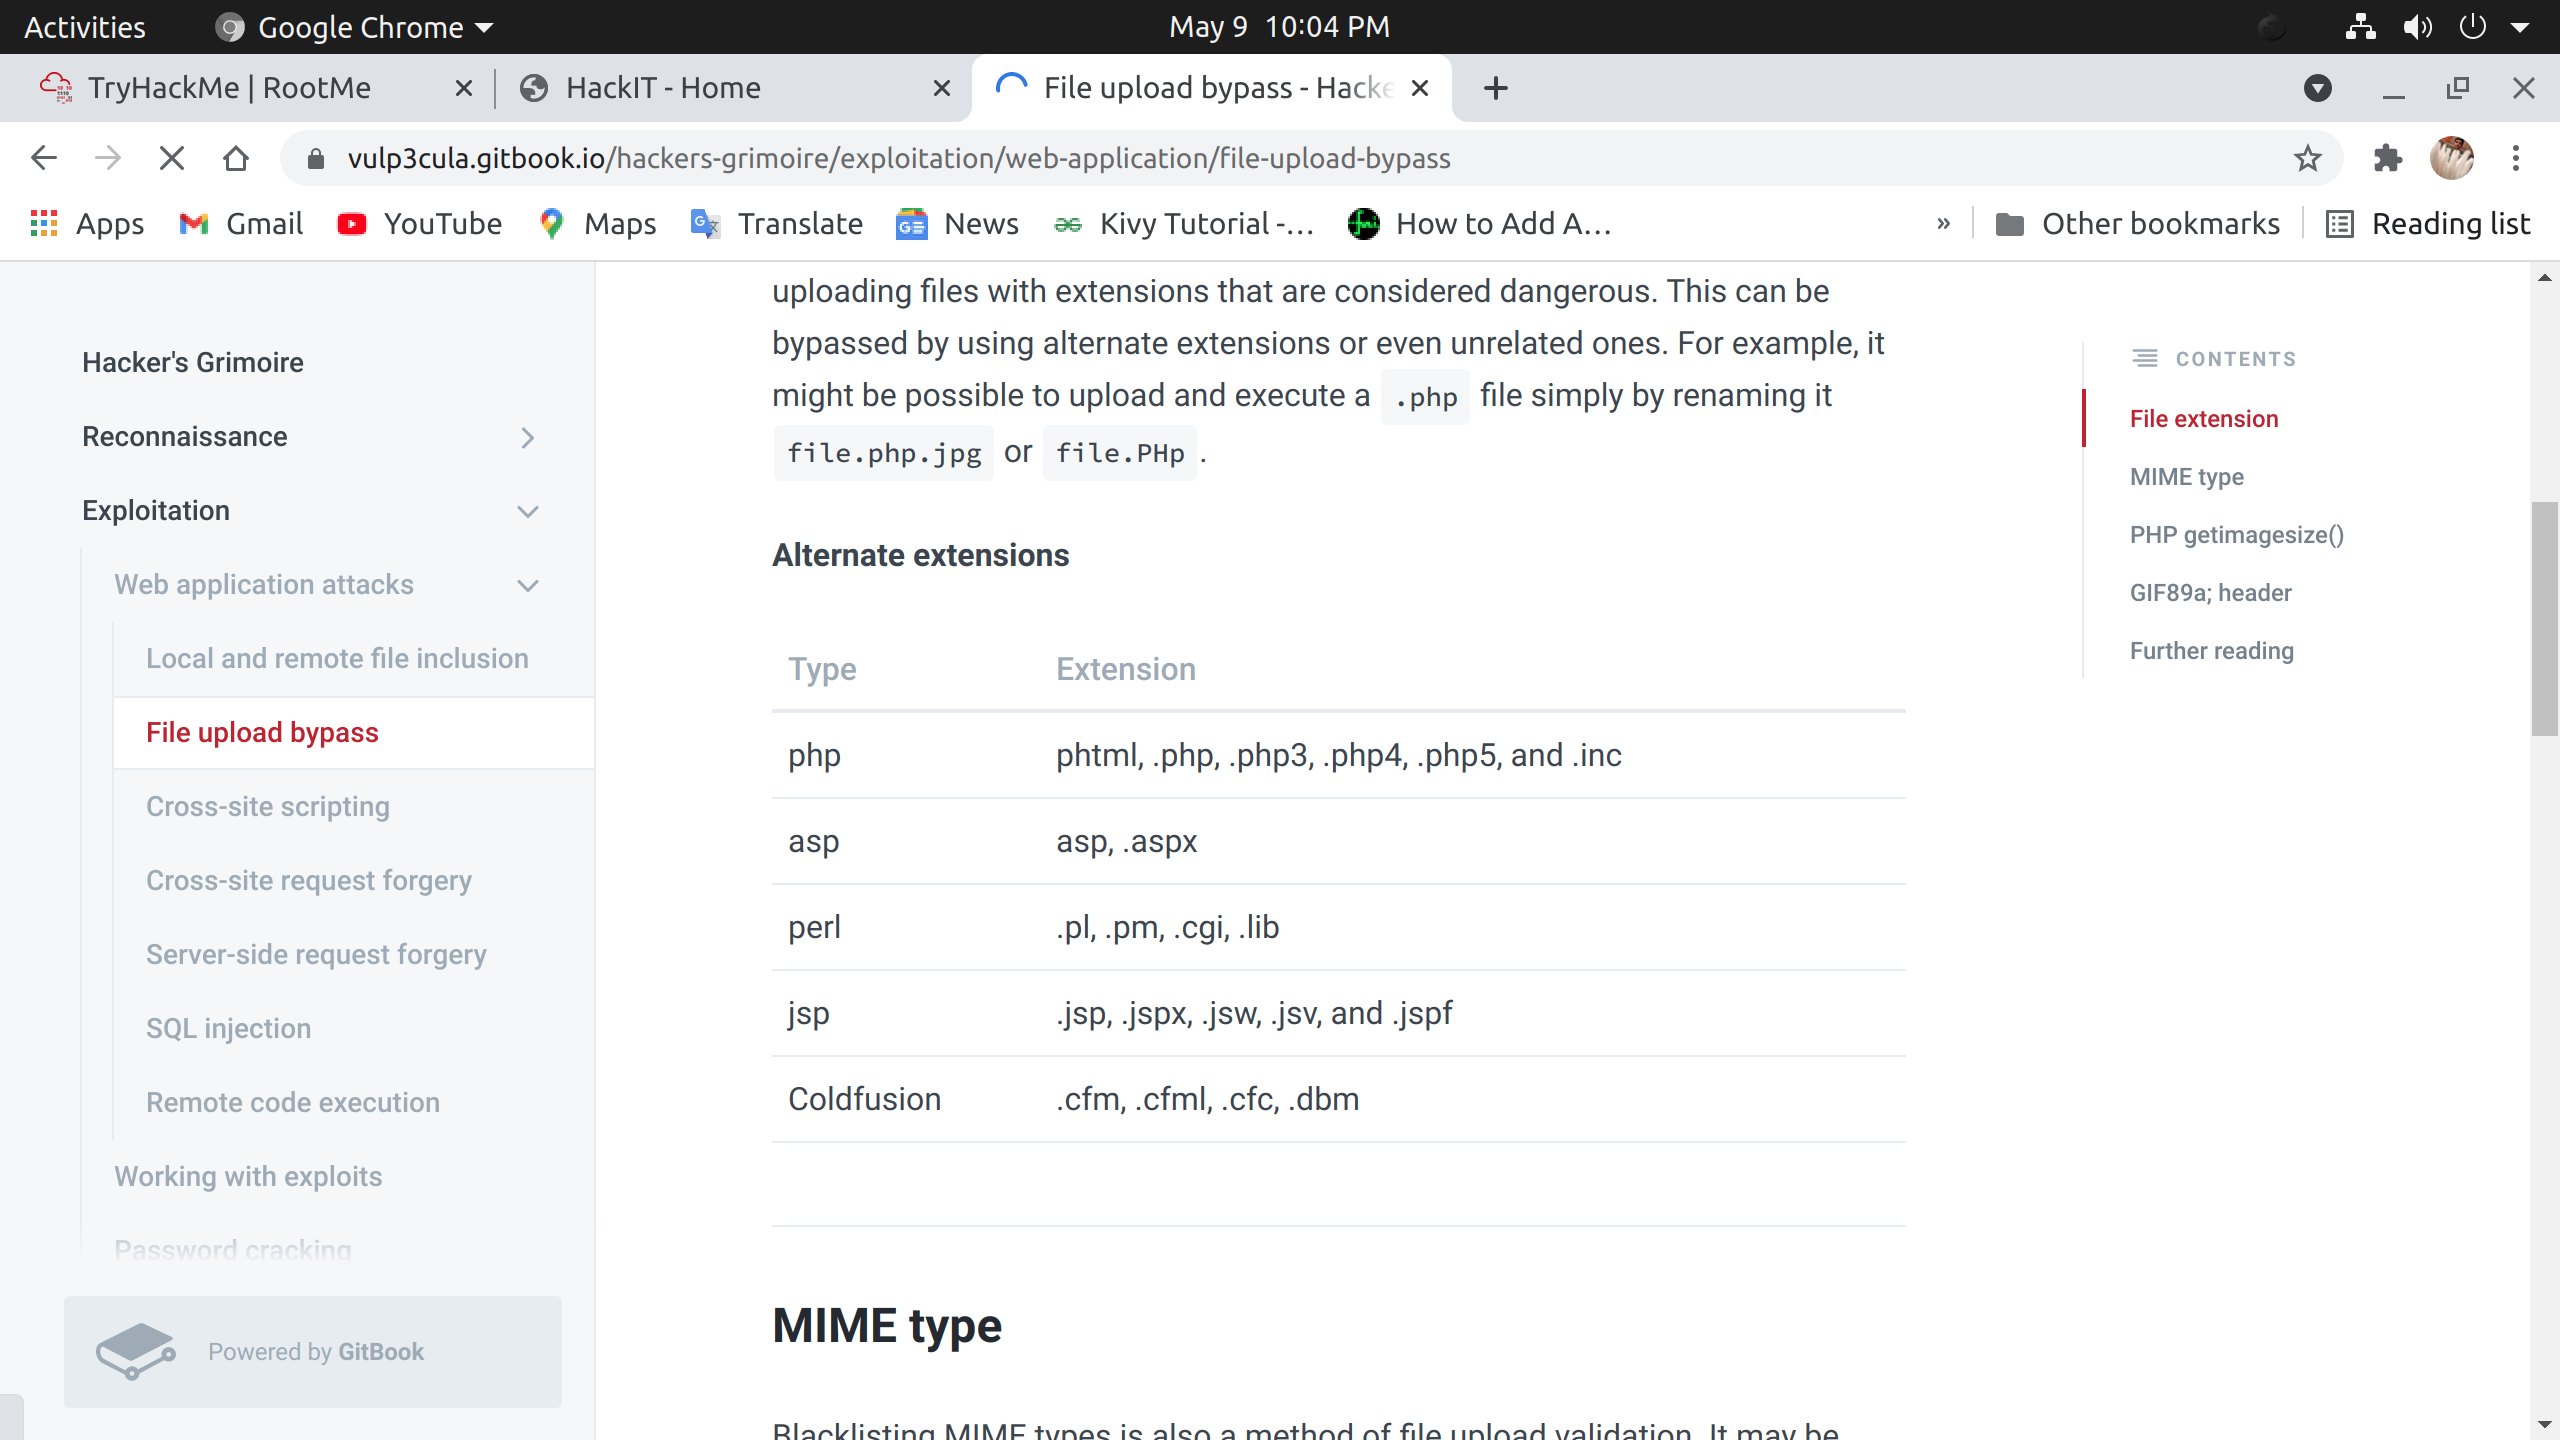 Activities
Google Chrome
May 9 10:04 PM
TryHackMe | RootMe
HackIT - Home
File upload bypass - Hacke
vulp3cula.gitbook.io/hackers-grimoire/exploitation/web-application/file-upload-bypass
Apps
Gmail
YouTube
Maps
Translate
News
Kivy Tutorial -...
How to Add A...
»
Other bookmarks
Reading list
Hacker's Grimoire
Reconnaissance
Exploitation
Web application attacks
Local and remote file inclusion
File upload bypass
Cross-site scripting
Cross-site request forgery
Server-side request forgery
SQL injection
Remote code execution
Working with exploits
Password cracking
Powered by GitBook
uploading files with extensions that are considered dangerous. This can be
bypassed by using alternate extensions or even unrelated ones. For example, it
might be possible to upload and execute a .php file simply by renaming it
file.php.jpg or file.PHp .
Alternate extensions
Type Extension
php phtml, .php, .php3, .php4, .php5, and .inc
asp asp, .aspx
perl .pl, .pm, .cgi, .lib
jsp .jsp, .jspx, .jsw, .jsv, and .jspf
Coldfusion .cfm, .cfml, .cfc, .dbm
MIME type
Blacklisting MIME types is also a method of file upload validation. It may be
CONTENTS
File extension
MIME type
PHP getimagesize()
GIF89a; header
Further reading